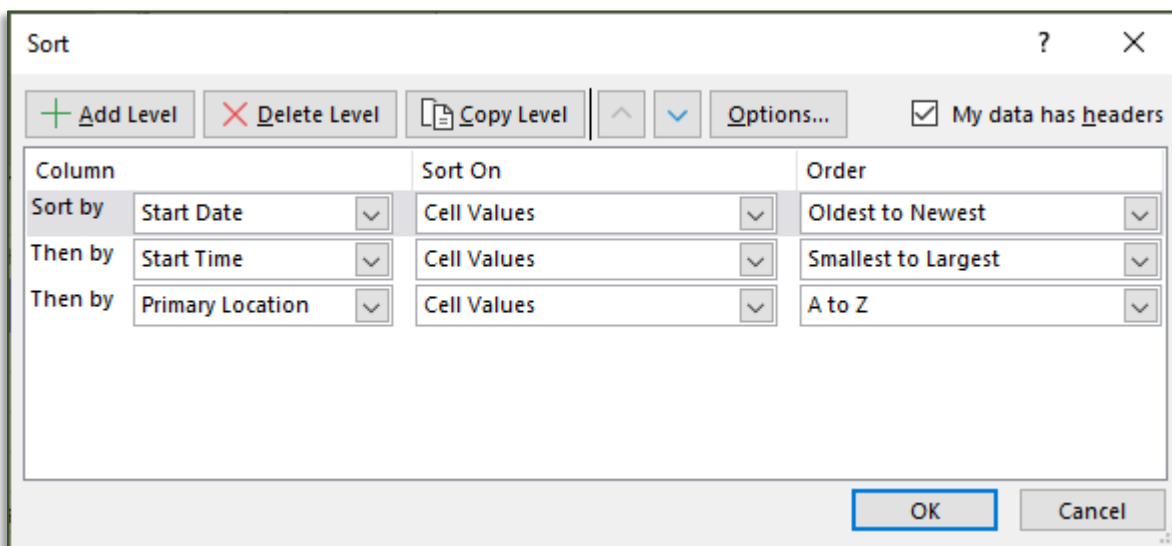 Sort ?
Add Level Delete Level Copy Level Options... My data has headers
Column Sort On Order
Sort by Start Date Cell Values Oldest to Newest
Then by Start Time Cell Values Smallest to Largest
Then by Primary Location Cell Values A to Z
OK Cancel